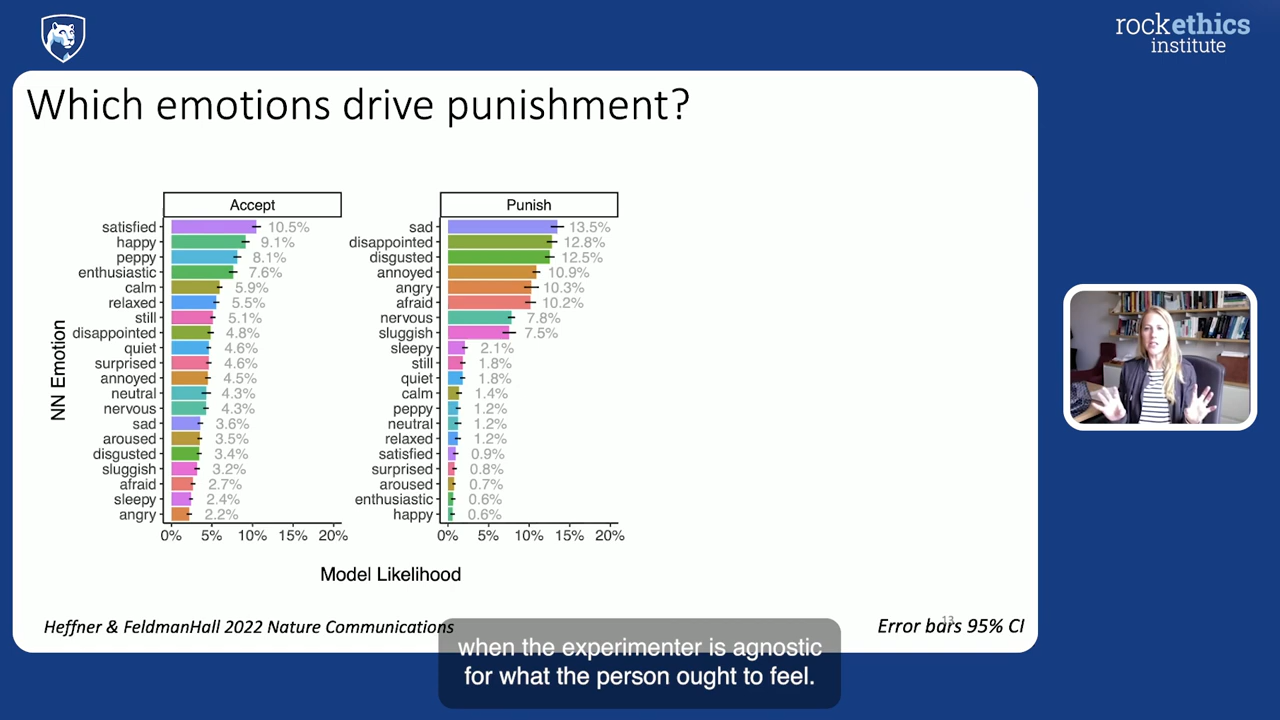 rockethics
institute
Which emotions drive punishment?
Accept
Punish
NN Emotion
satisfied 10.5%
happy 9.1%
peppy 8.1%
enthusiastic 7.6%
calm 5.9%
relaxed 5.5%
still 5.1%
disappointed 4.8%
quiet 4.6%
surprised 4.6%
annoyed 4.5%
neutral 4.3%
nervous 4.3%
sad 3.6%
aroused 3.5%
disgusted 3.4%
sluggish 3.2%
afraid 2.7%
sleepy 2.4%
angry 2.2%
0% 5% 10% 15% 20%
sad 13.5%
disappointed 12.8%
disgusted 12.5%
annoyed 10.9%
angry 10.3%
afraid 10.2%
nervous 7.8%
sluggish 7.5%
sleepy 2.1%
still 1.8%
quiet 1.8%
calm 1.4%
peppy 1.2%
neutral 1.2%
relaxed 1.2%
satisfied 0.9%
surprised 0.8%
aroused 0.7%
enthusiastic 0.6%
happy 0.6%
0% 5% 10% 15% 20%
Model Likelihood
Heffner & FeldmanHall 2022 Nature Communications
13
Error bars 95% CI
when the experimenter is agnostic
for what the person ought to feel.